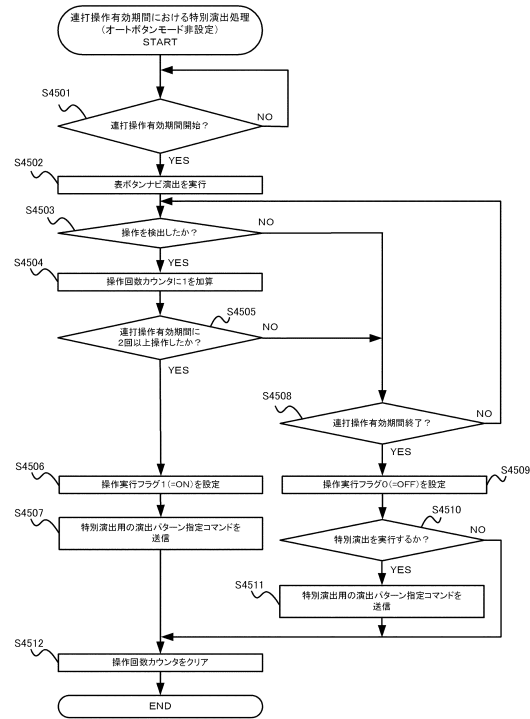 連打操作有効期間における特別演出処理
（オートボタンモード非設定）
START
S4501
連打操作有効期間開始？
NO
YES
S4502
表ボタンナビ演出を実行
S4503
操作を検出したか？
NO
YES
S4504
操作回数カウンタに１を加算
S4505
連打操作有効期間に
２回以上操作したか？
NO
YES
S4508
連打操作有効期間終了？
NO
YES
S4506
操作実行フラグ１（=ON）を設定
S4509
操作実行フラグ０（=OFF）を設定
S4507
特別演出用の演出パターン指定コマンドを
送信
S4510
特別演出を実行するか？
NO
YES
S4511
特別演出用の演出パターン指定コマンドを
送信
S4512
操作回数カウンタをクリア
END